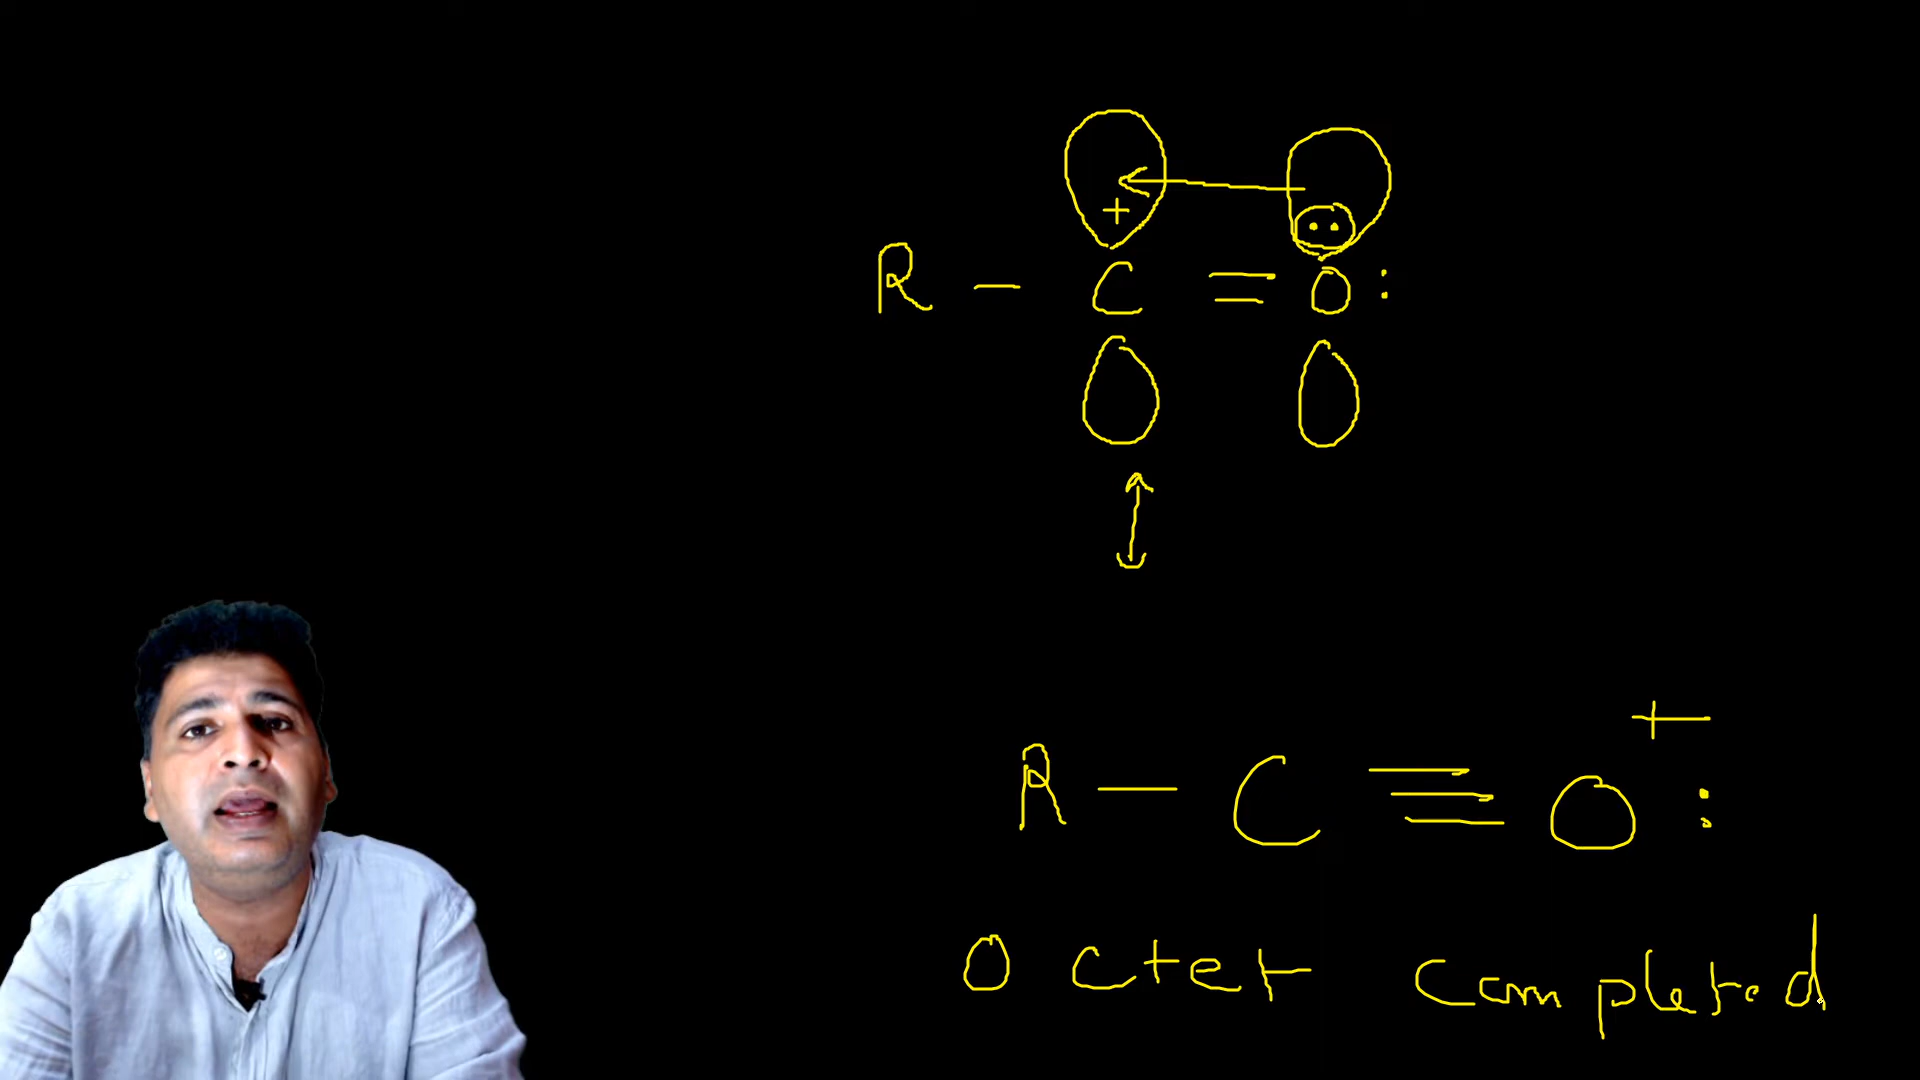 +
R – C = O :
+
R – C ≡ O :
Octet completed